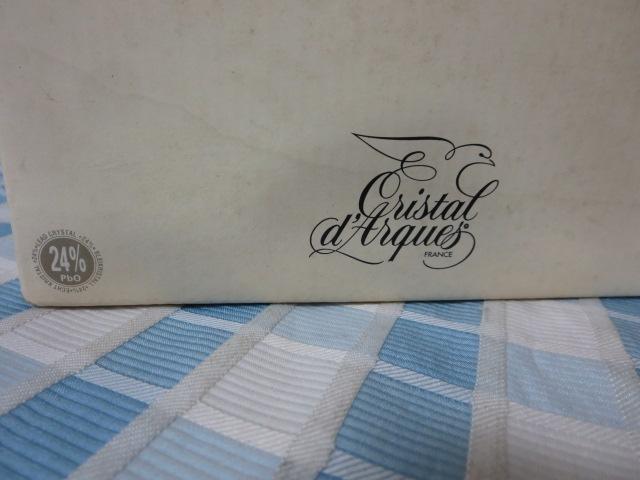 Cristal
d'Arques
FRANCE
24%
PbO